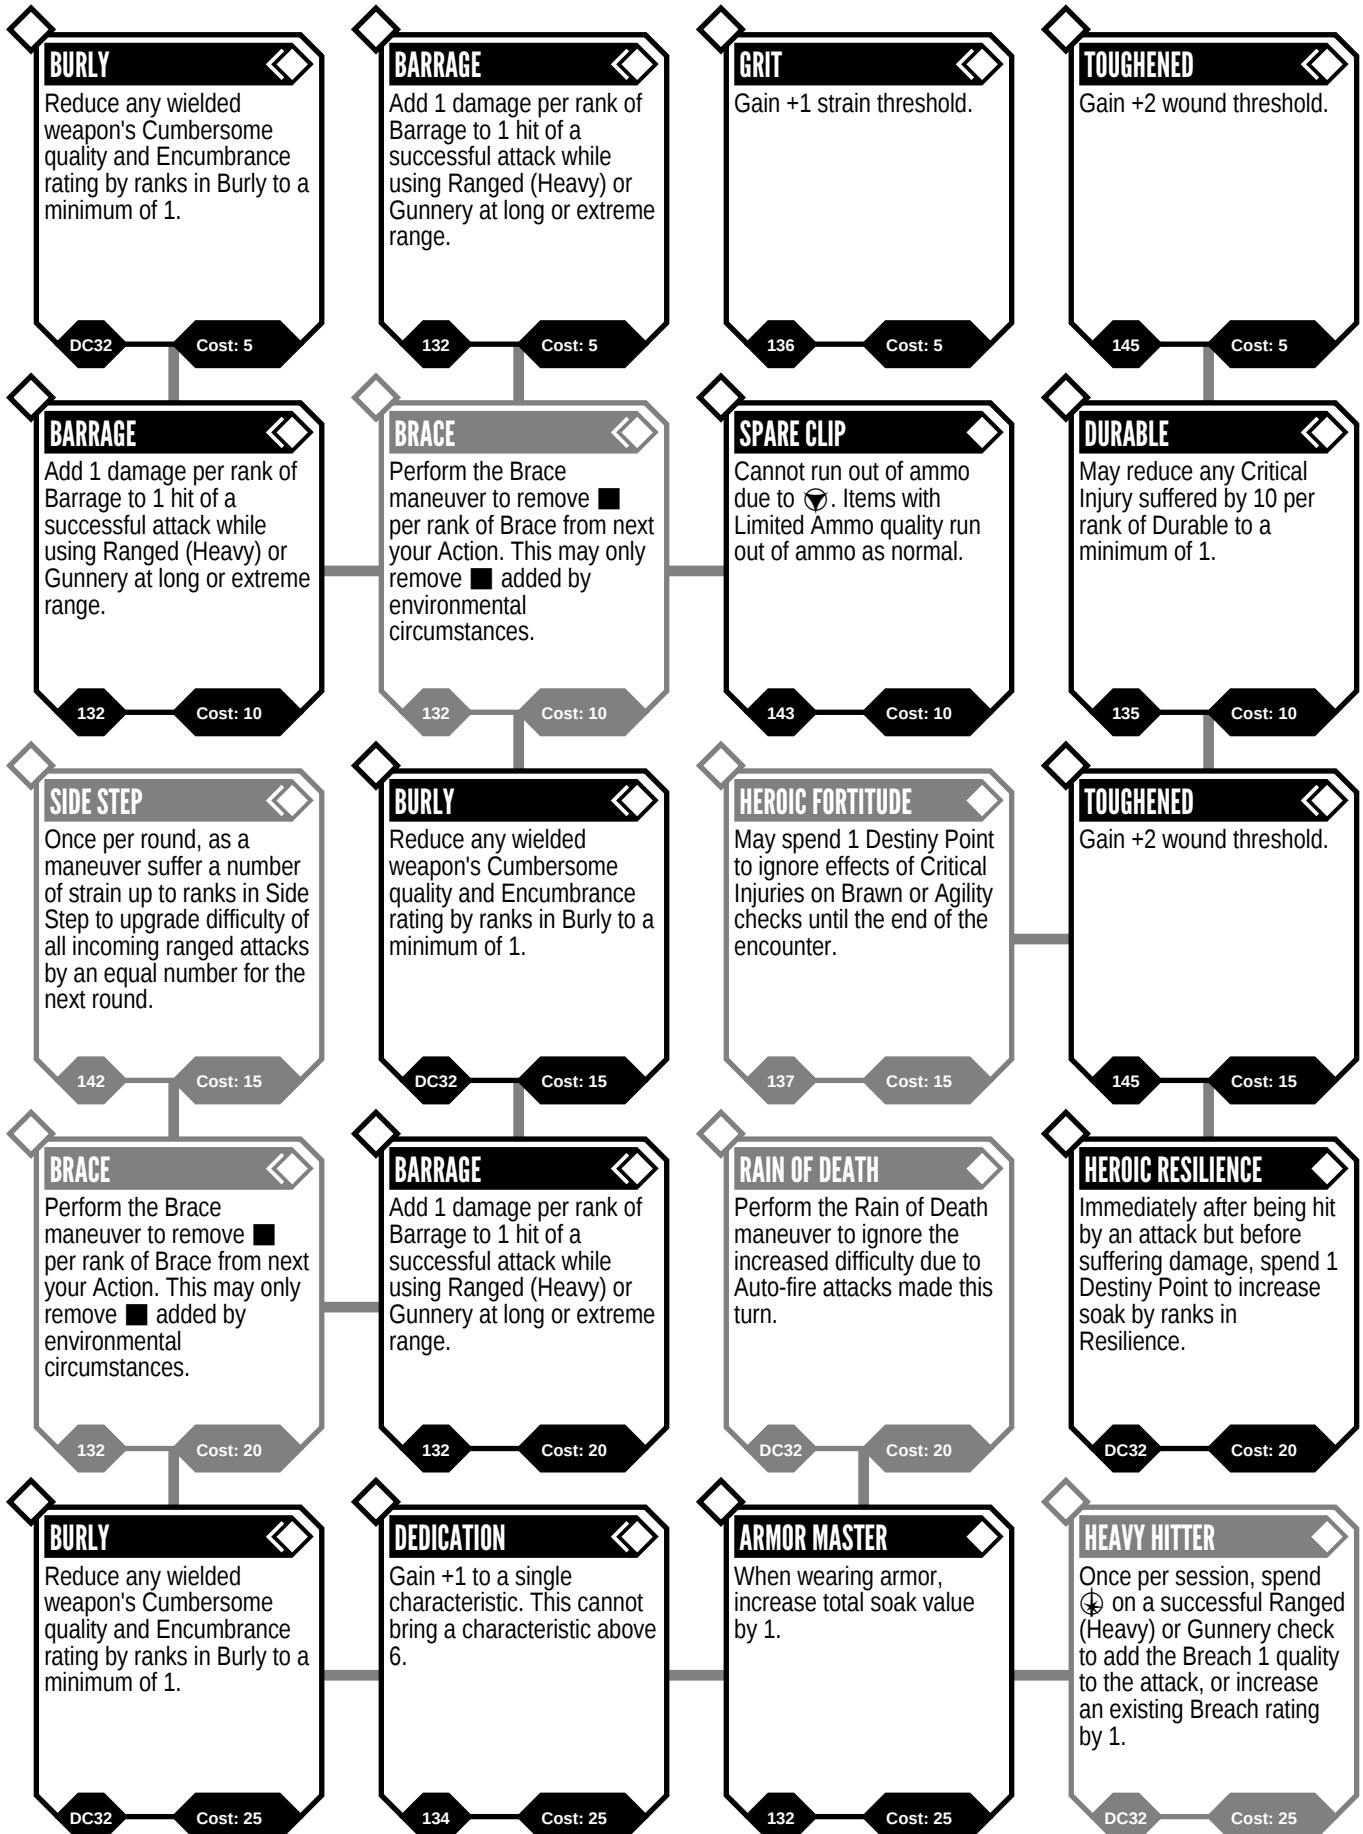 BURLY
Reduce any wielded
weapon's Cumbersome
quality and Encumbrance
rating by ranks in Burly to a
minimum of 1.
DC32
Cost: 5
BARRAGE
Add 1 damage per rank of
Barrage to 1 hit of a
successful attack while
using Ranged (Heavy) or
Gunnery at long or extreme
range.
132
Cost: 5
GRIT
Gain +1 strain threshold.
136
Cost: 5
TOUGHENED
Gain +2 wound threshold.
145
Cost: 5
BARRAGE
Add 1 damage per rank of
Barrage to 1 hit of a
successful attack while
using Ranged (Heavy) or
Gunnery at long or extreme
range.
132
Cost: 10
BRACE
Perform the Brace
maneuver to remove ■
per rank of Brace from next
your Action. This may only
remove ■ added by
environmental
circumstances.
132
Cost: 10
SPARE CLIP
Cannot run out of ammo
due to . Items with
Limited Ammo quality run
out of ammo as normal.
143
Cost: 10
DURABLE
May reduce any Critical
Injury suffered by 10 per
rank of Durable to a
minimum of 1.
135
Cost: 10
SIDE STEP
Once per round, as a
maneuver suffer a number
of strain up to ranks in Side
Step to upgrade difficulty of
all incoming ranged attacks
by an equal number for the
next round.
142
Cost: 15
BURLY
Reduce any wielded
weapon's Cumbersome
quality and Encumbrance
rating by ranks in Burly to a
minimum of 1.
DC32
Cost: 15
HEROIC FORTITUDE
May spend 1 Destiny Point
to ignore effects of Critical
Injuries on Brawn or Agility
checks until the end of the
encounter.
137
Cost: 15
TOUGHENED
Gain +2 wound threshold.
145
Cost: 15
BRACE
Perform the Brace
maneuver to remove ■
per rank of Brace from next
your Action. This may only
remove ■ added by
environmental
circumstances.
132
Cost: 20
BARRAGE
Add 1 damage per rank of
Barrage to 1 hit of a
successful attack while
using Ranged (Heavy) or
Gunnery at long or extreme
range.
132
Cost: 20
RAIN OF DEATH
Perform the Rain of Death
maneuver to ignore the
increased difficulty due to
Auto-fire attacks made this
turn.
DC32
Cost: 20
HEROIC RESILIENCE
Immediately after being hit
by an attack but before
suffering damage, spend 1
Destiny Point to increase
soak by ranks in
Resilience.
DC32
Cost: 20
BURLY
Reduce any wielded
weapon's Cumbersome
quality and Encumbrance
rating by ranks in Burly to a
minimum of 1.
DC32
Cost: 25
DEDICATION
Gain +1 to a single
characteristic. This cannot
bring a characteristic above
6.
134
Cost: 25
ARMOR MASTER
When wearing armor,
increase total soak value
by 1.
132
Cost: 25
HEAVY HITTER
Once per session, spend
on a successful Ranged
(Heavy) or Gunnery check
to add the Breach 1 quality
to the attack, or increase
an existing Breach rating
by 1.
DC32
Cost: 25